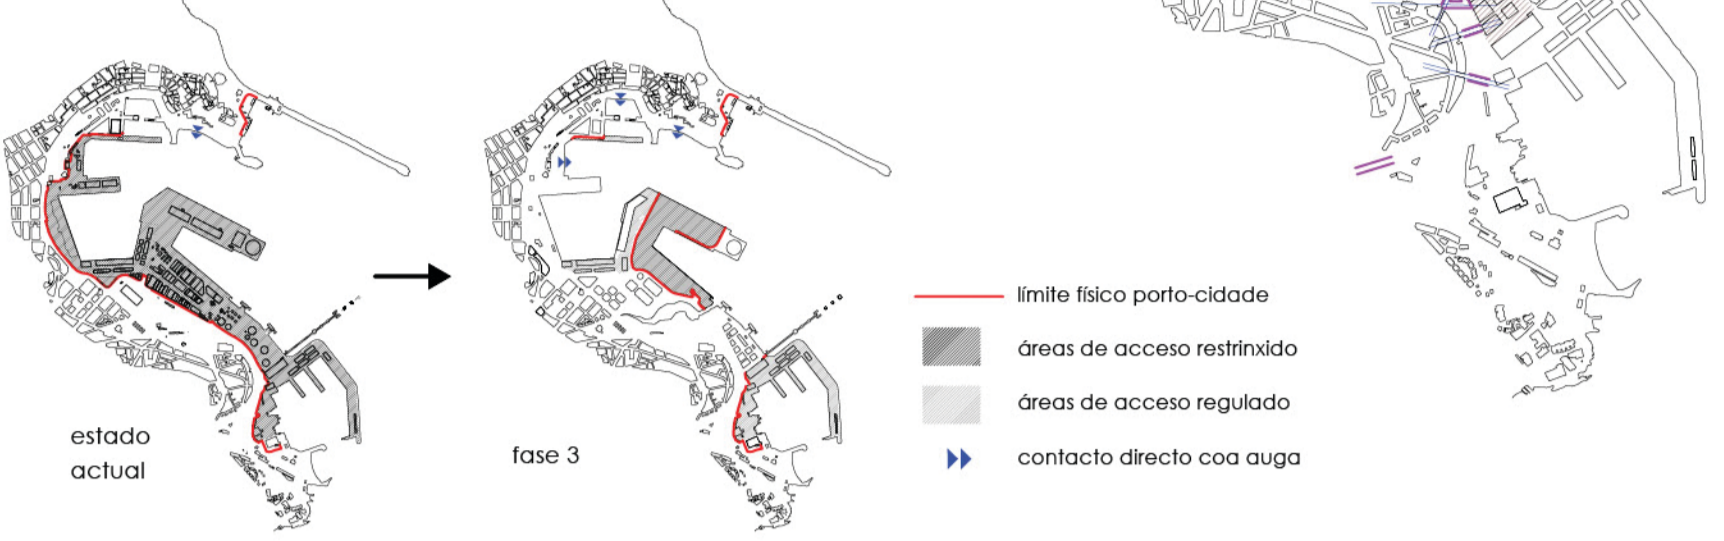 estado
actual
fase 3
límite físico porto-cidade
áreas de acceso restrinxido
áreas de acceso regulado
contacto directo coa auga